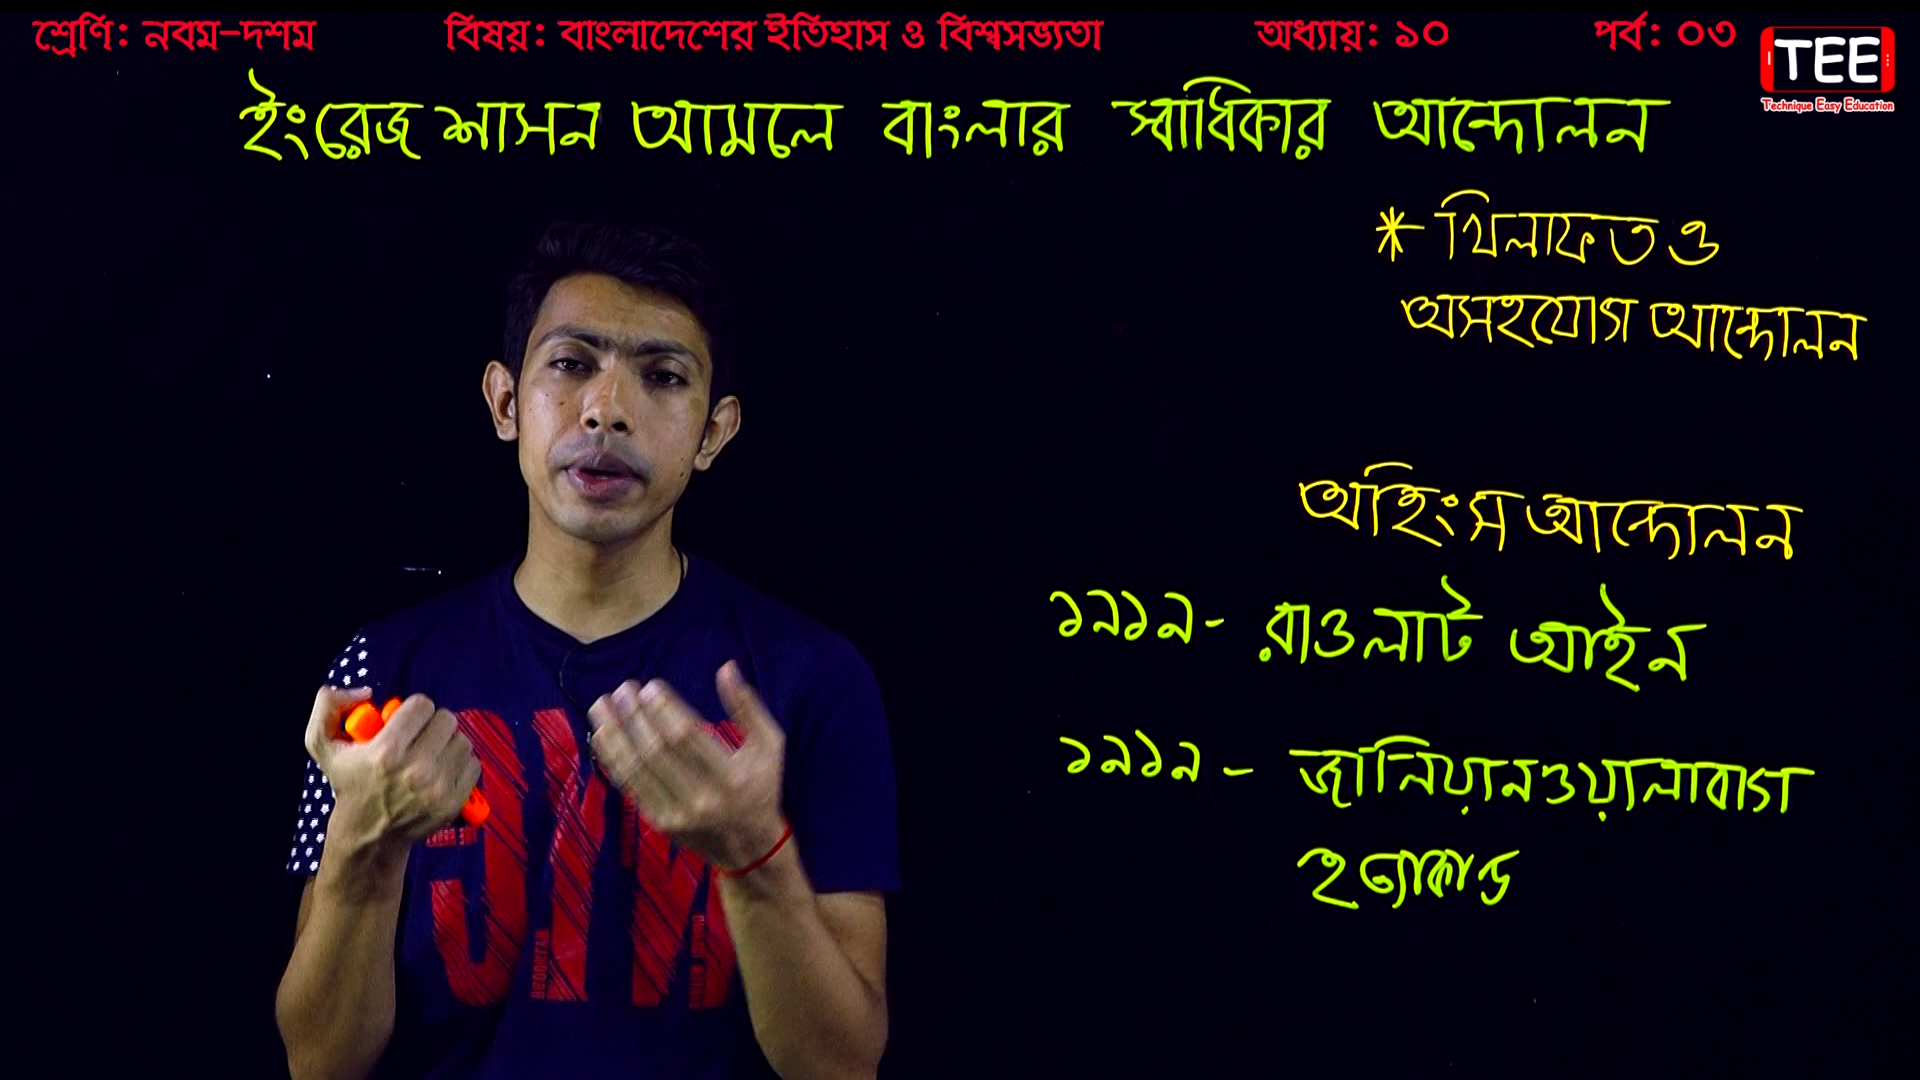 শ্রেণি: নবম-দশম বিষয়: বাংলাদেশের ইতিহাস ও বিশ্বসভ্যতা অধ্যায়: ১০ পর্ব: ০৩
TEE
Technique Easy Education
ইংরেজ শাসন আমলে বাংলার স্বাধিকার আন্দোলন
* খিলাফত ও
অসহযোগ আন্দোলন
অহিংস আন্দোলন
১৯১৯ - রাওলাট আইন
১৯১৯ - জালিয়ানওয়ালাবাগ
হত্যাকান্ড